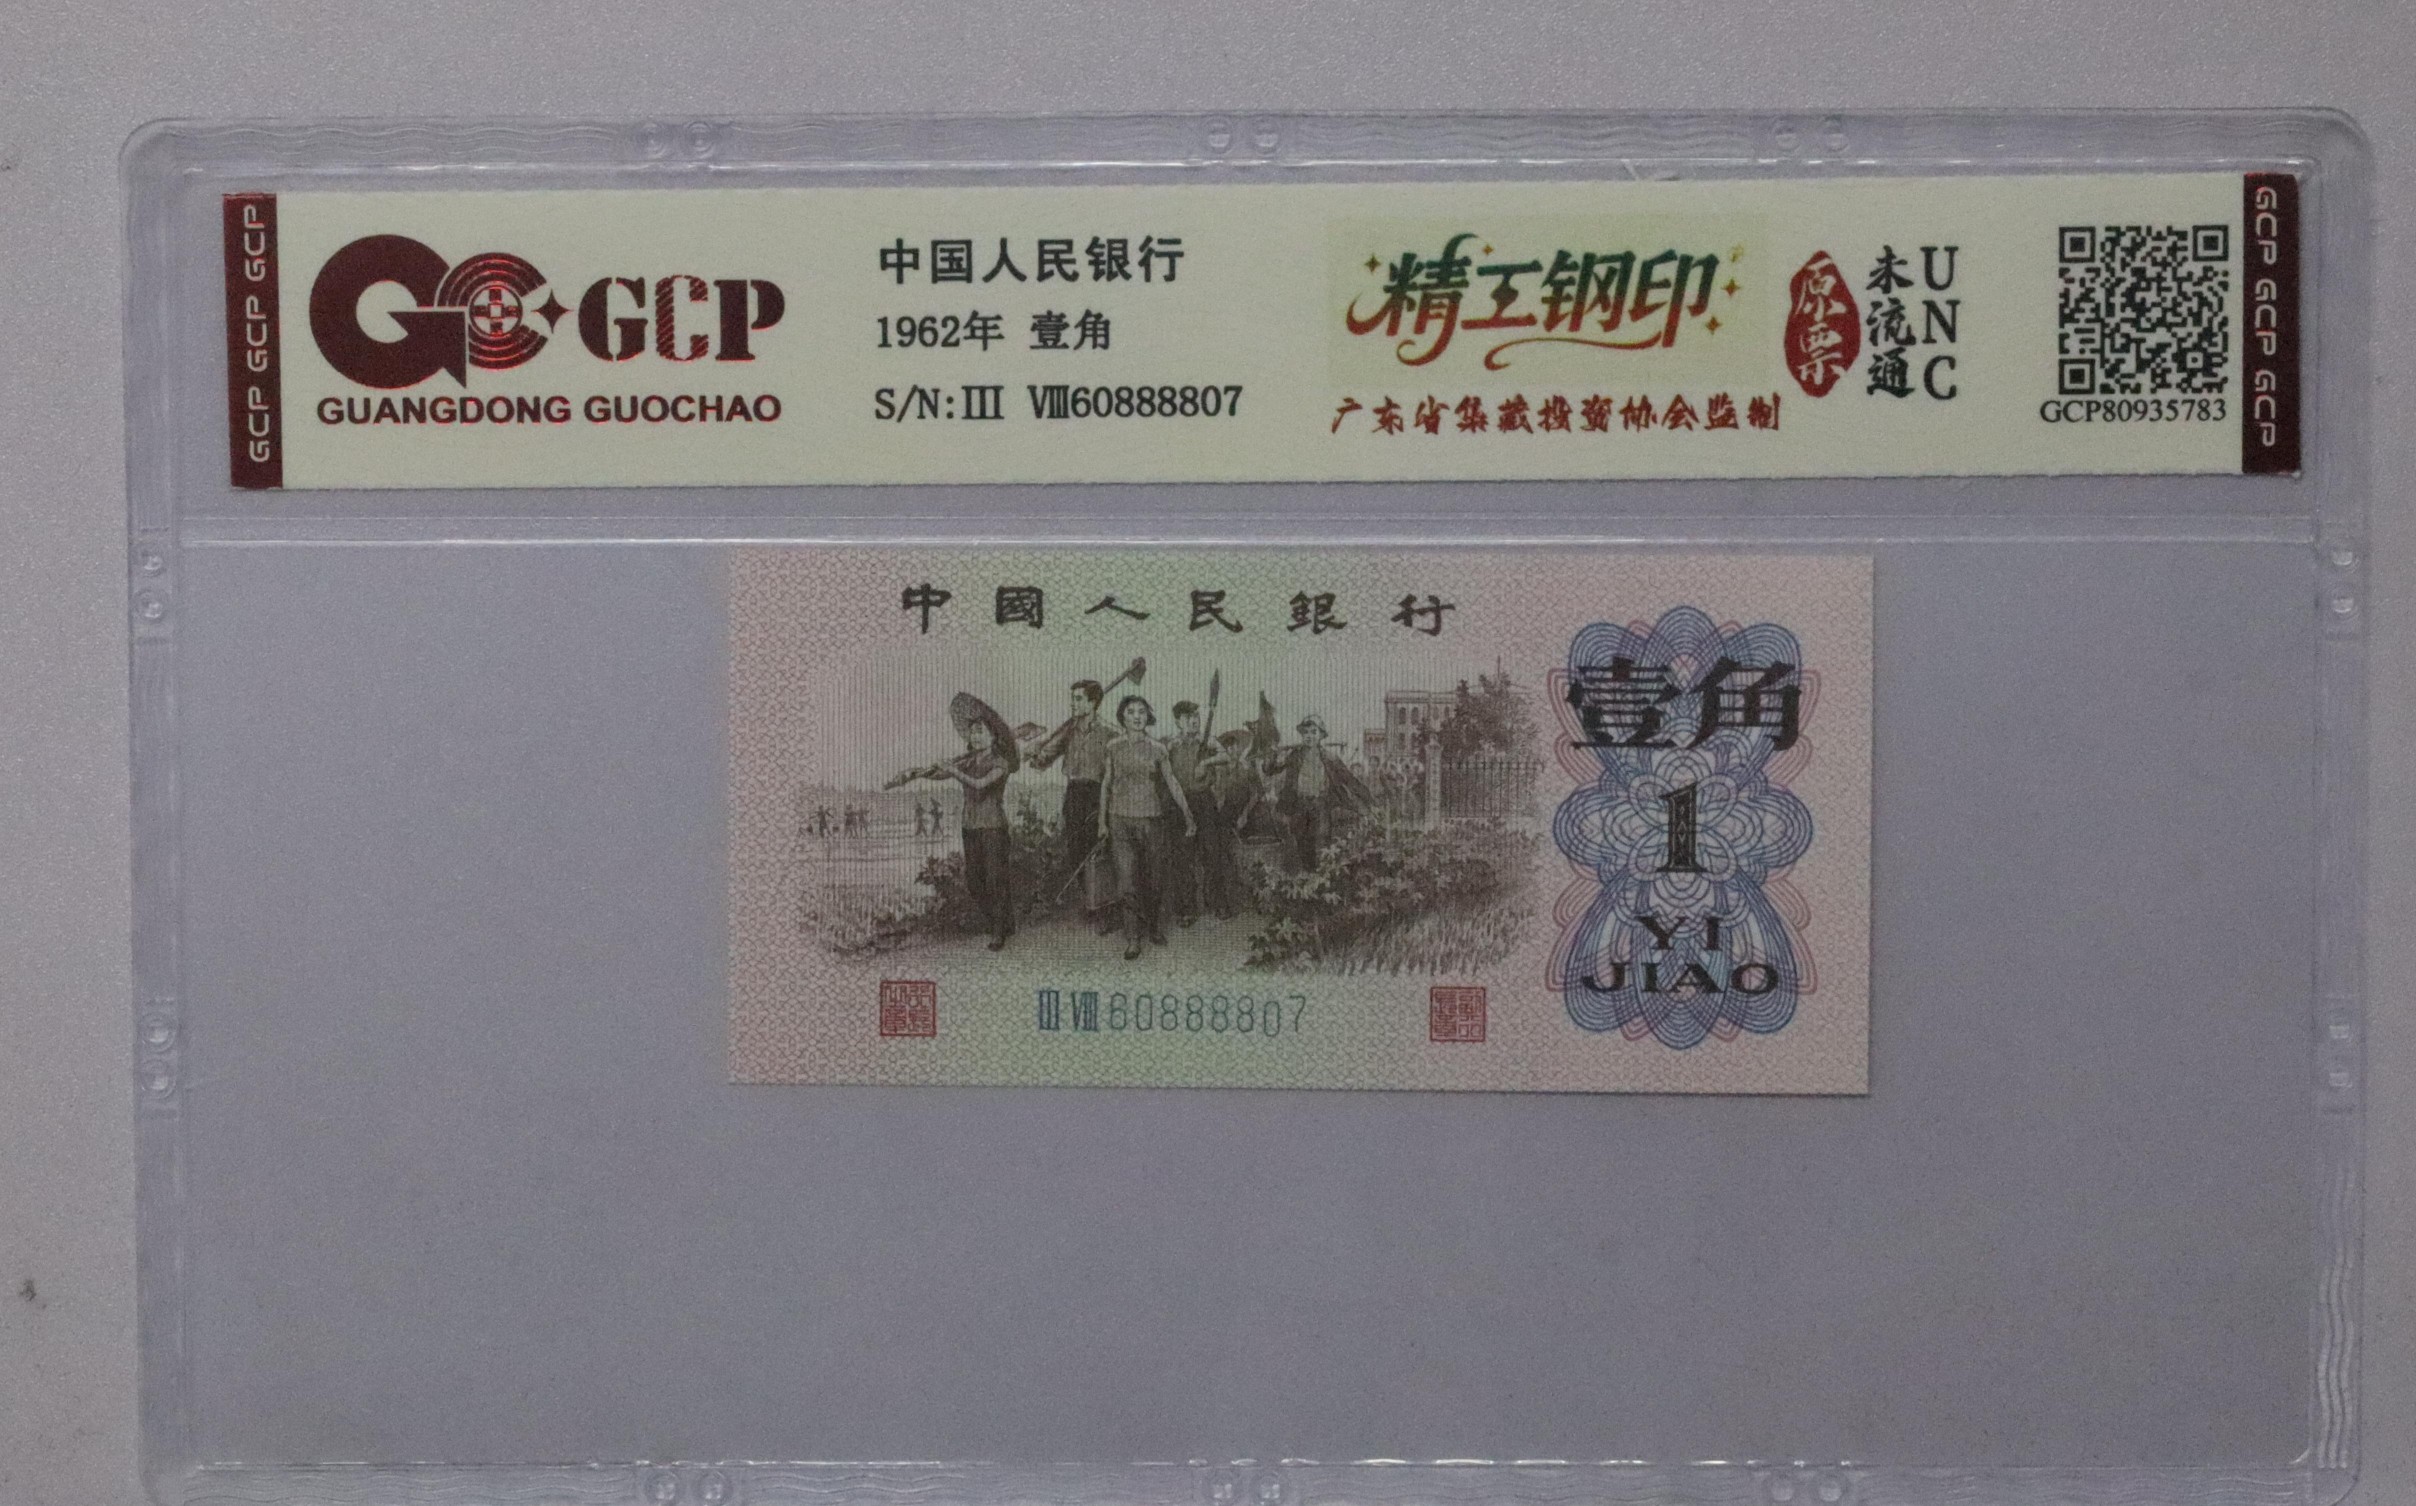 GCP GCP GCP
GCP
GUANGDONG GUOCHAO
中国人民银行
1962年 壹角
S/N:Ⅲ Ⅷ60888807
精工钢印
广东省集藏投资协会监制
原票
未流通
UNC
GCP80935783
GCP GCP GCP
中國人民銀行
壹角
1
YI
JIAO
Ⅲ Ⅷ 60888807